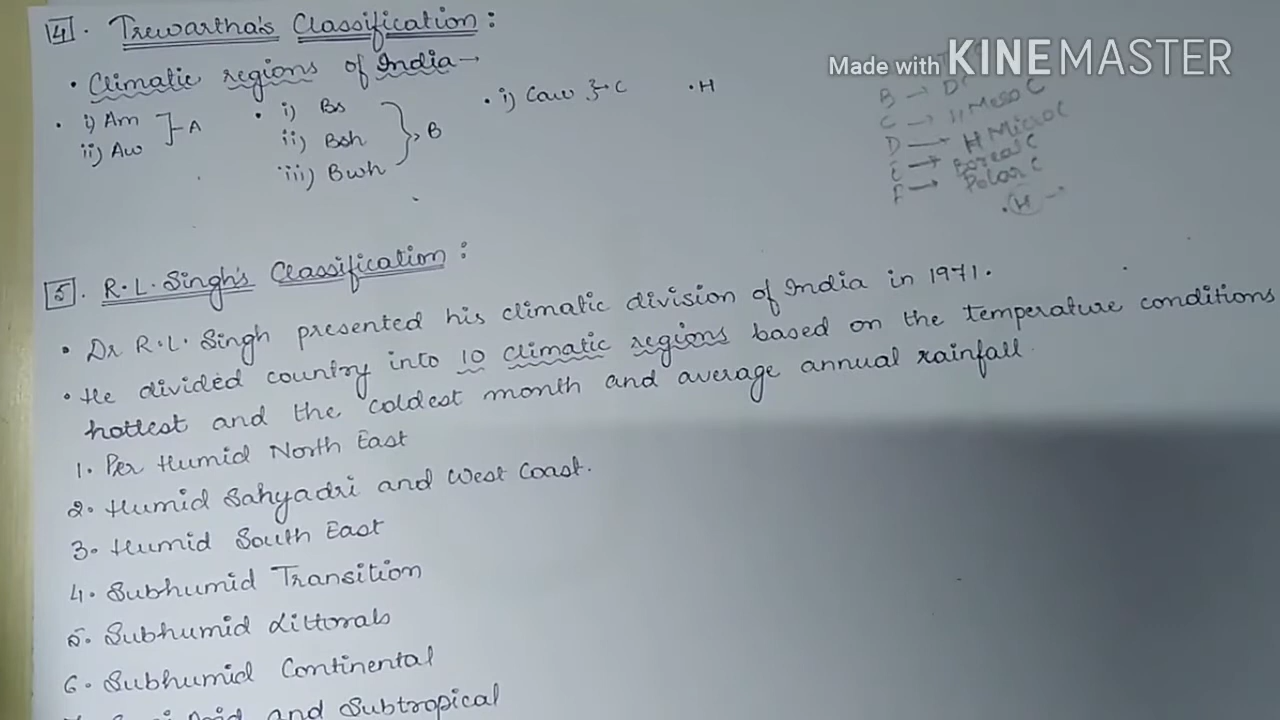 4. Trewartha's Classification:
• Climatic regions of India→
• i) Am
ii) Aw
A
• i) Bs
ii) Bsh
iii) Bwh
B
• i) Caw } C
• H
Made with KINEMASTER
B →
C →
D → H Micro C
E → Boreal C
F → Polar C
• H
5. R.L. Singh's Classification:
• Dr R.L. Singh presented his climatic division of India in 1971.
• He divided country into 10 climatic regions based on the temperature conditions
hottest and the coldest month and average annual rainfall
1. Per Humid North East
2. Humid Sahyadri and West Coast.
3. Humid South East
4. Subhumid Transition
5. Subhumid Littorals
6. Subhumid Continental
and Subtropical